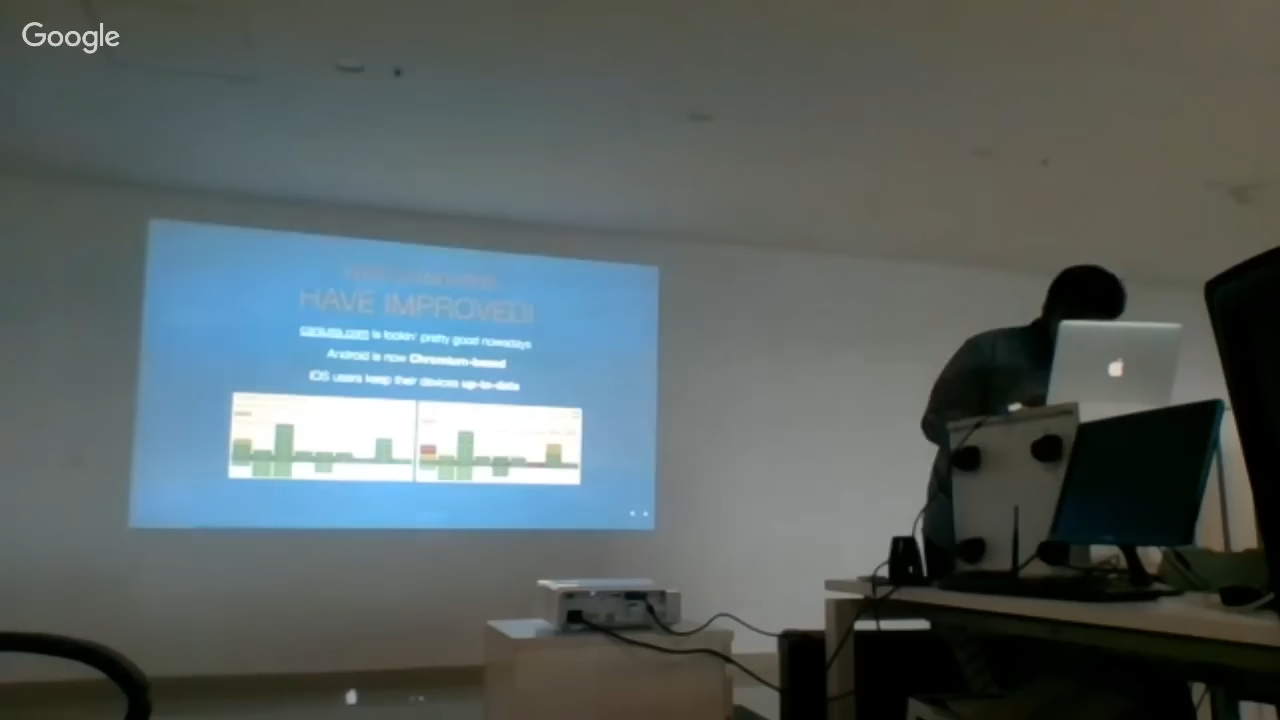 Google
HAVE IMPROVED!
caniuse.com is lookin' pretty good nowadays
Android is now Chromium-based
iOS users keep their devices up-to-date